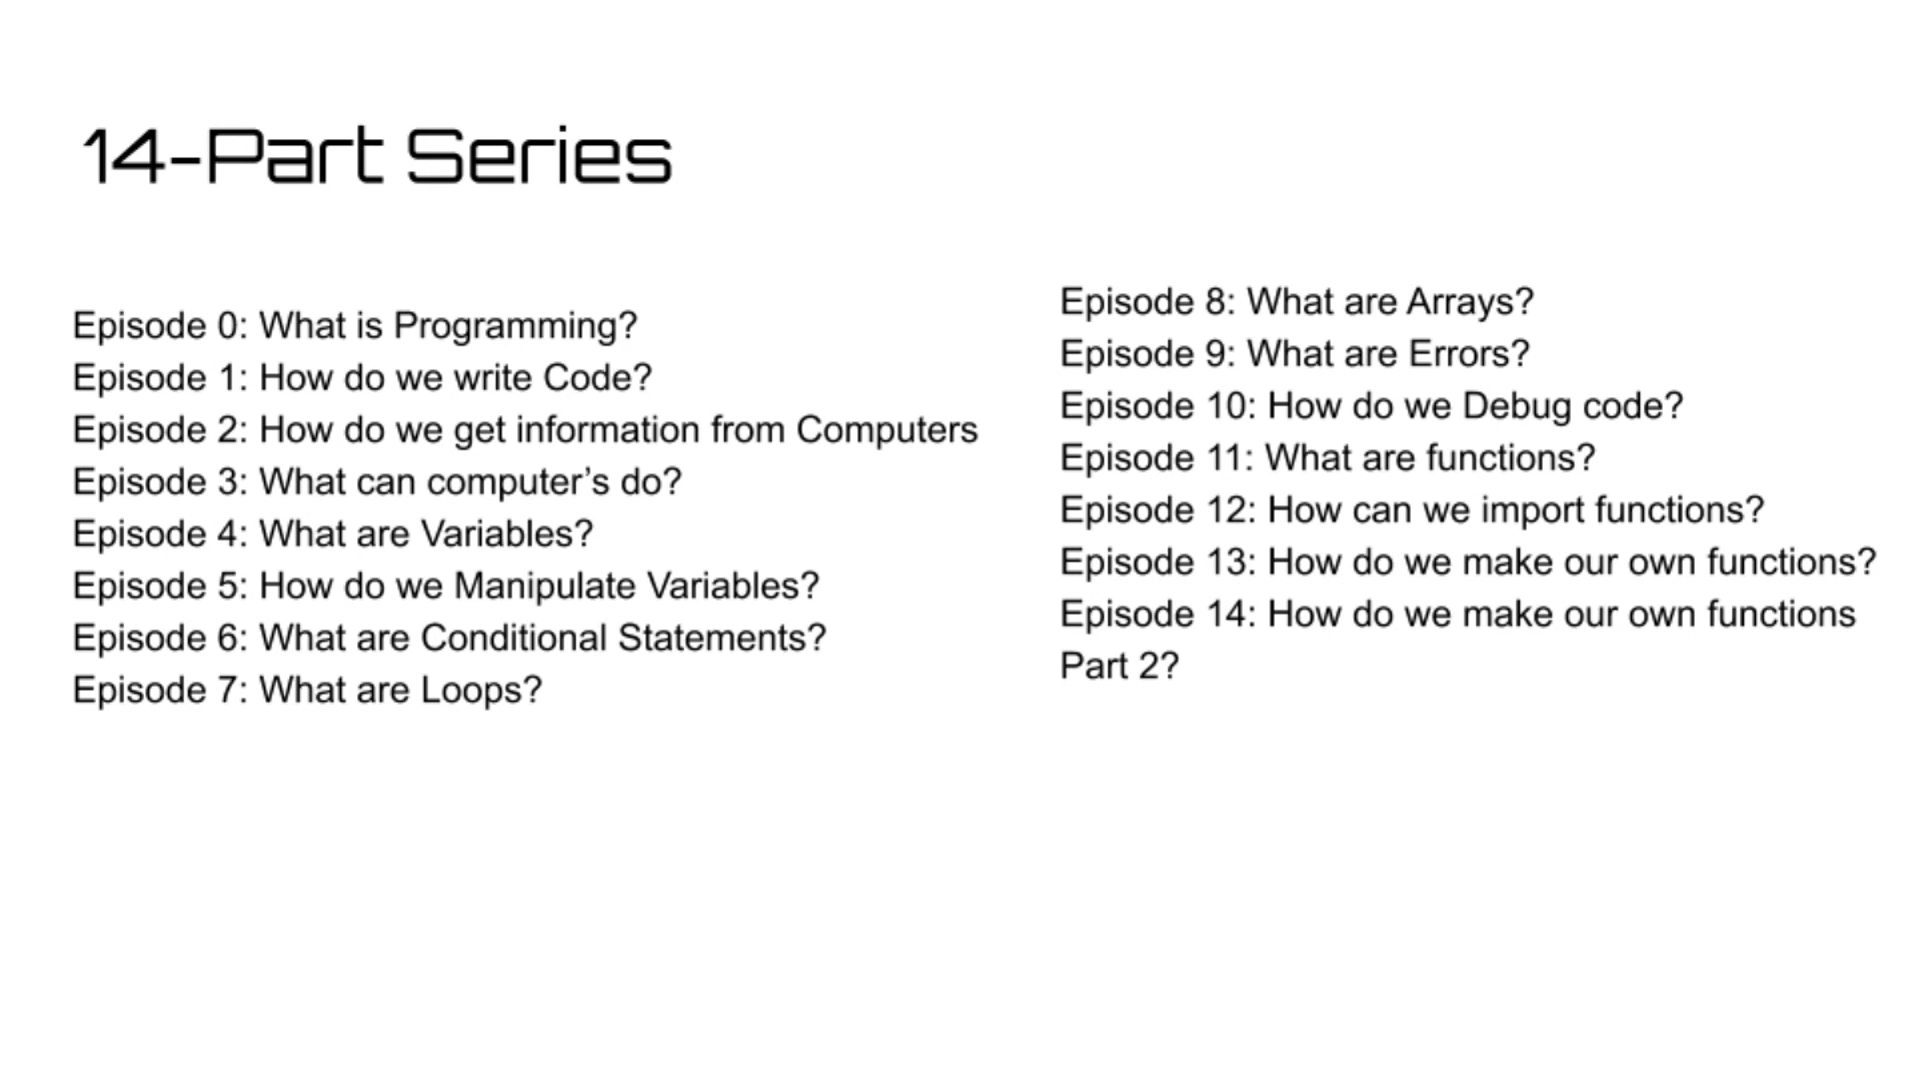 14-Part Series
Episode 0: What is Programming?
Episode 1: How do we write Code?
Episode 2: How do we get information from Computers
Episode 3: What can computer’s do?
Episode 4: What are Variables?
Episode 5: How do we Manipulate Variables?
Episode 6: What are Conditional Statements?
Episode 7: What are Loops?
Episode 8: What are Arrays?
Episode 9: What are Errors?
Episode 10: How do we Debug code?
Episode 11: What are functions?
Episode 12: How can we import functions?
Episode 13: How do we make our own functions?
Episode 14: How do we make our own functions
Part 2?